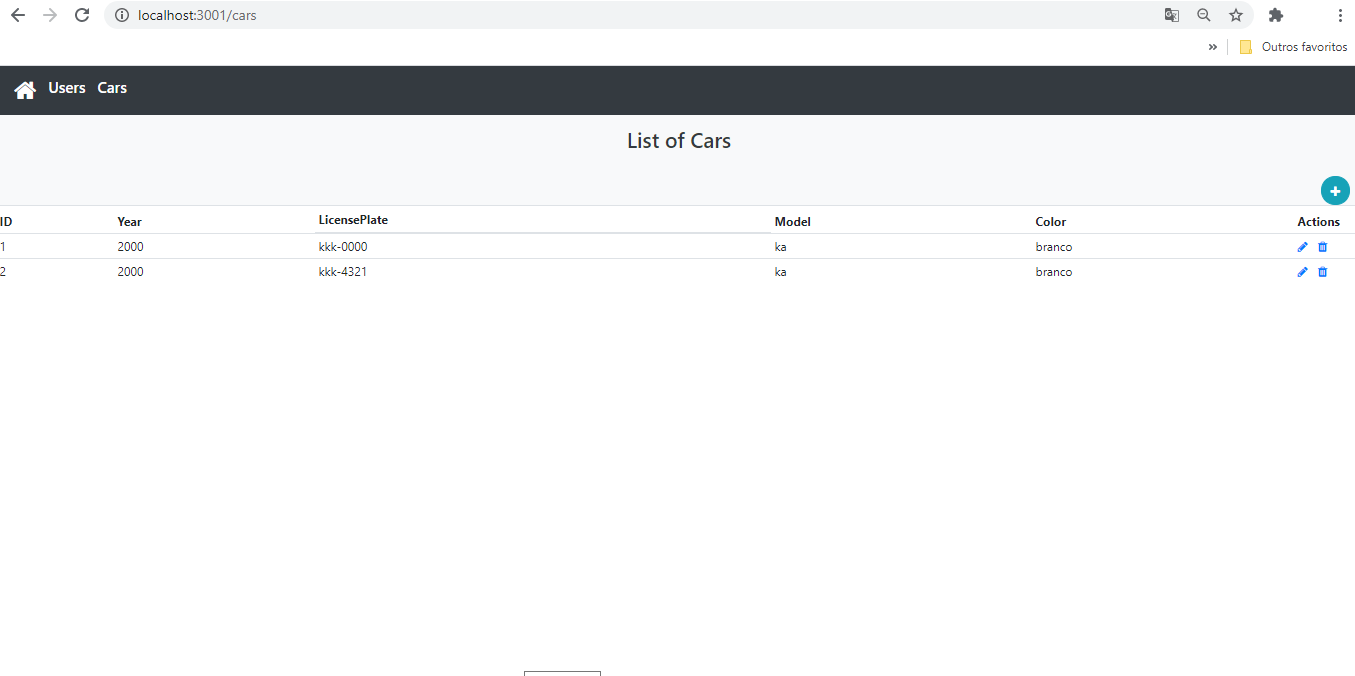 localhost:3001/cars
» Outros favoritos
Users Cars
List of Cars
ID Year LicensePlate Model Color Actions
1 2000 kkk-0000 ka branco
2 2000 kkk-4321 ka branco